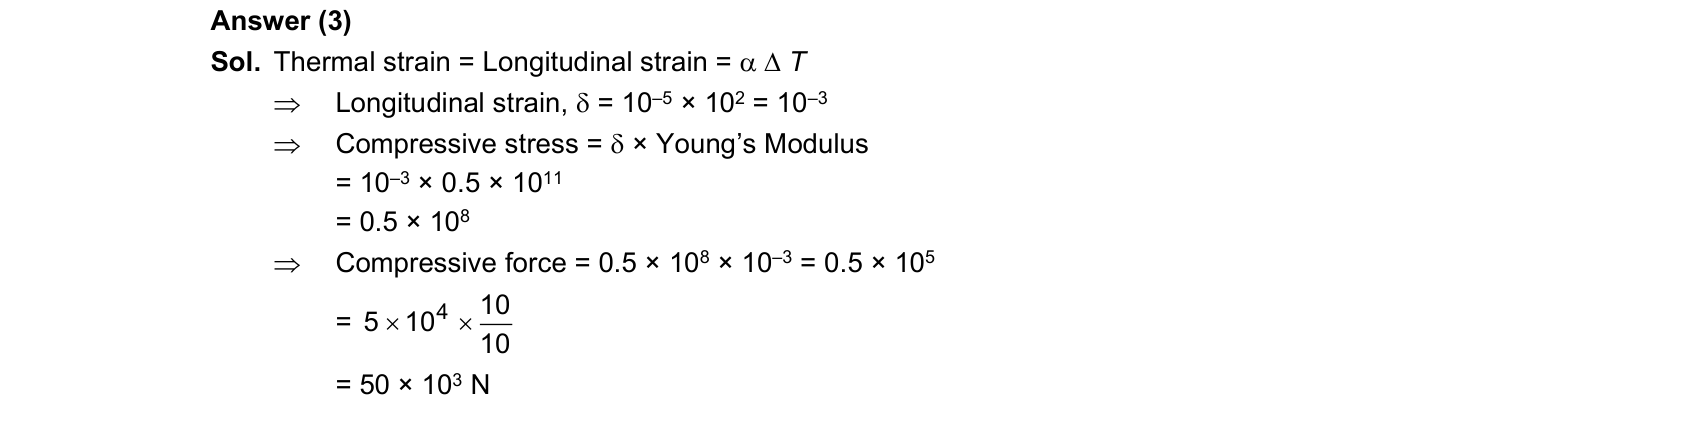 Answer (3)
Sol. Thermal strain = Longitudinal strain = α Δ T
⇒ Longitudinal strain, δ = 10⁻⁵ × 10² = 10⁻³
⇒ Compressive stress = δ × Young’s Modulus
= 10⁻³ × 0.5 × 10¹¹
= 0.5 × 10⁸
⇒ Compressive force = 0.5 × 10⁸ × 10⁻³ = 0.5 × 10⁵
= 5 × 10⁴ × 10/10
= 50 × 10³ N